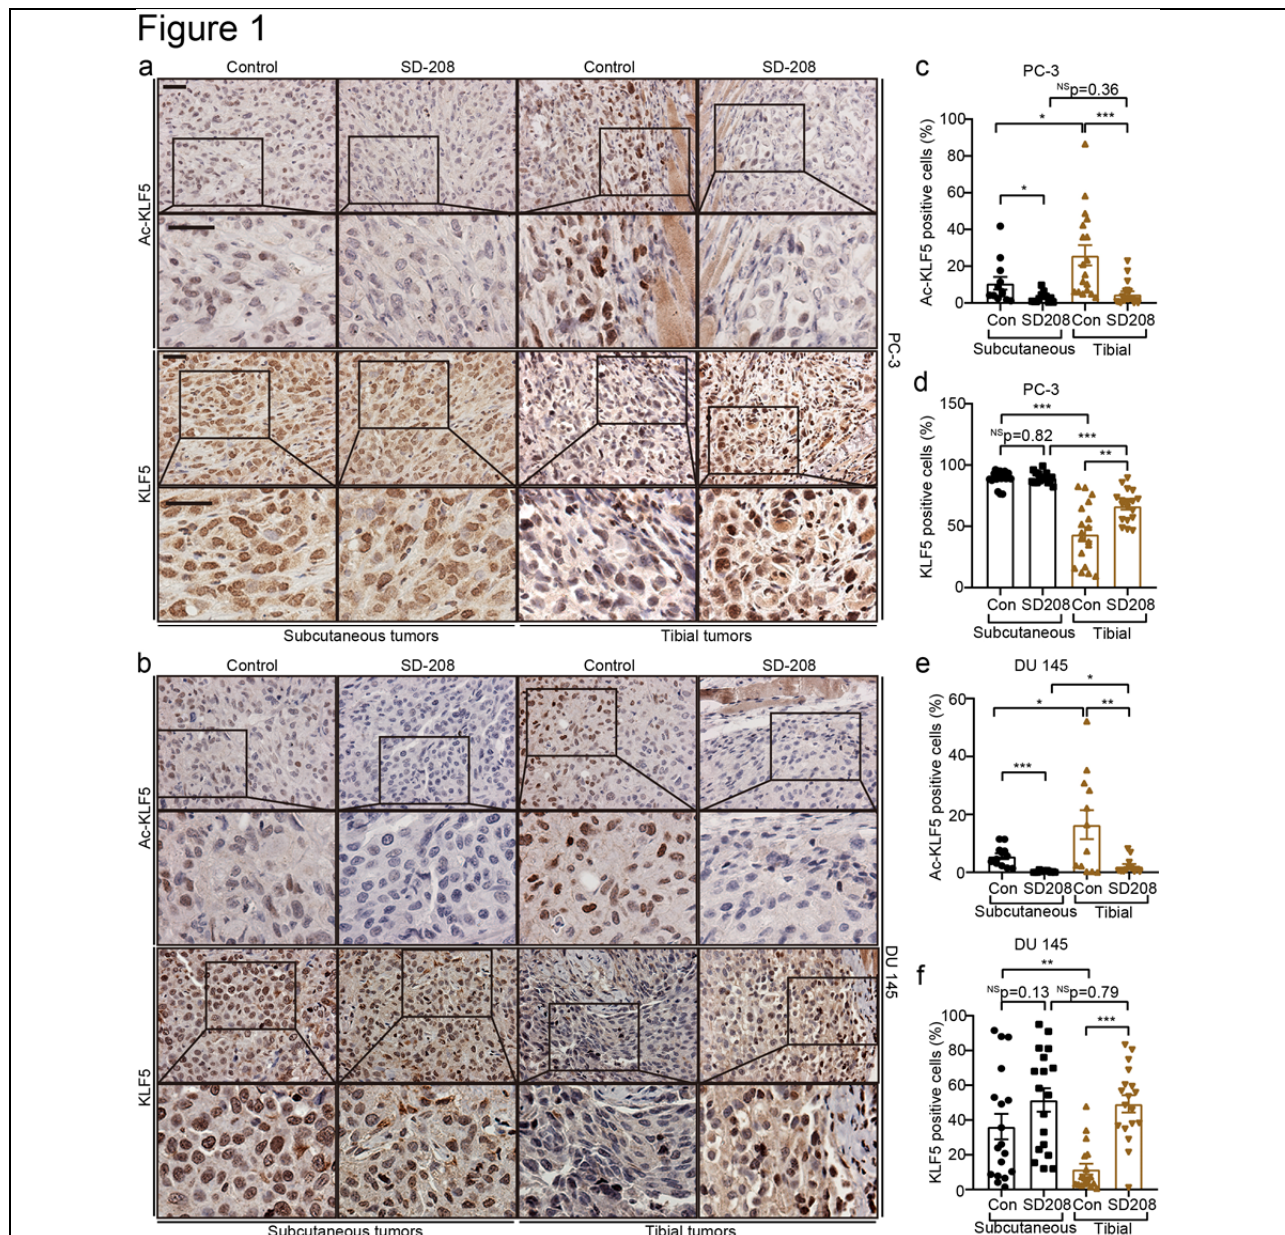 Figure 1
a
Control
SD-208
Control
SD-208
Ac-KLF5
KLF5
PC-3
Subcutaneous tumors
Tibial tumors
b
Control
SD-208
Control
SD-208
Ac-KLF5
KLF5
DU 145
Subcutaneous tumors
Tibial tumors
c
PC-3
NSp=0.36
* ***
*
Ac-KLF5 positive cells (%)
100
80
60
40
20
0
Con SD208 Con SD208
Subcutaneous Tibial
d
PC-3
***
NSp=0.82 ***
**
KLF5 positive cells (%)
150
100
50
0
Con SD208 Con SD208
Subcutaneous Tibial
e
DU 145
*
* **
***
Ac-KLF5 positive cells (%)
60
40
20
0
Con SD208 Con SD208
Subcutaneous Tibial
f
DU 145
**
NSp=0.13 NSp=0.79
***
KLF5 positive cells (%)
100
80
60
40
20
0
Con SD208 Con SD208
Subcutaneous Tibial